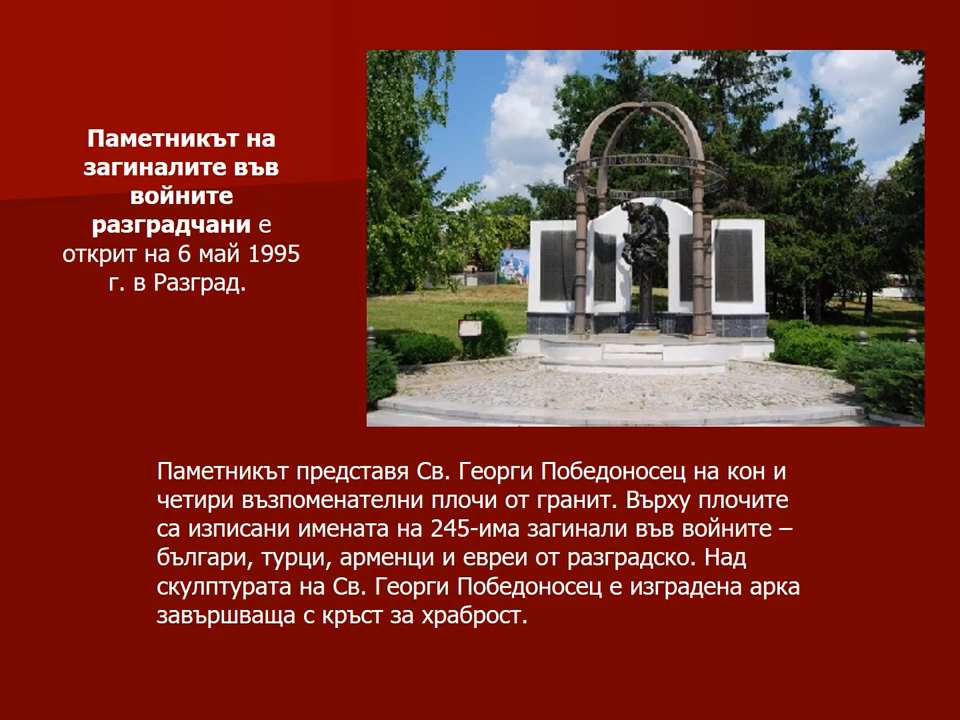 Паметникът на
загиналите във
войните
разградчани е
открит на 6 май 1995
г. в Разград.
Паметникът представя Св. Георги Победоносец на кон и
четири възпоменателни плочи от гранит. Върху плочите
са изписани имената на 245-има загинали във войните –
българи, турци, арменци и евреи от разградско. Над
скулптурата на Св. Георги Победоносец е изградена арка
завършваща с кръст за храброст.